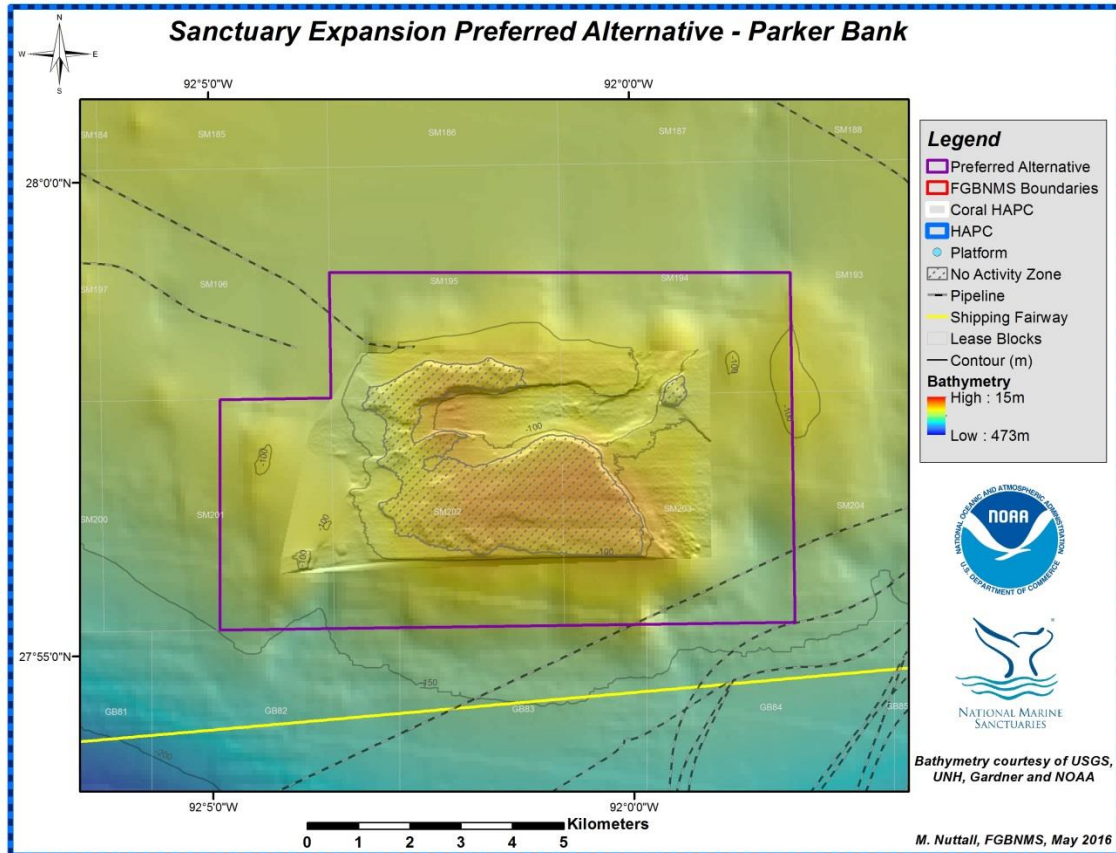 Sanctuary Expansion Preferred Alternative - Parker Bank
N
W E
S
92°5'0"W 92°0'0"W
SM184 SM185 SM186 SM187 SM188
28°0'0"N
SM197 SM196 SM195 SM194 SM193
-100
-100
-100
-100
-100
-100
-100
SM200 SM201 SM202 SM203 SM204
27°55'0"N
-150
GB81 GB82 GB83 GB84 GB85
-200
92°5'0"W 92°0'0"W
Kilometers
0 1 2 3 4 5
Legend
Preferred Alternative
FGBNMS Boundaries
Coral HAPC
HAPC
Platform
No Activity Zone
Pipeline
Shipping Fairway
Lease Blocks
Contour (m)
Bathymetry
High : 15m
Low : 473m
NATIONAL OCEANIC AND ATMOSPHERIC ADMINISTRATION
NOAA
U.S. DEPARTMENT OF COMMERCE
NATIONAL MARINE
SANCTUARIES
Bathymetry courtesy of USGS,
UNH, Gardner and NOAA
M. Nuttall, FGBNMS, May 2016